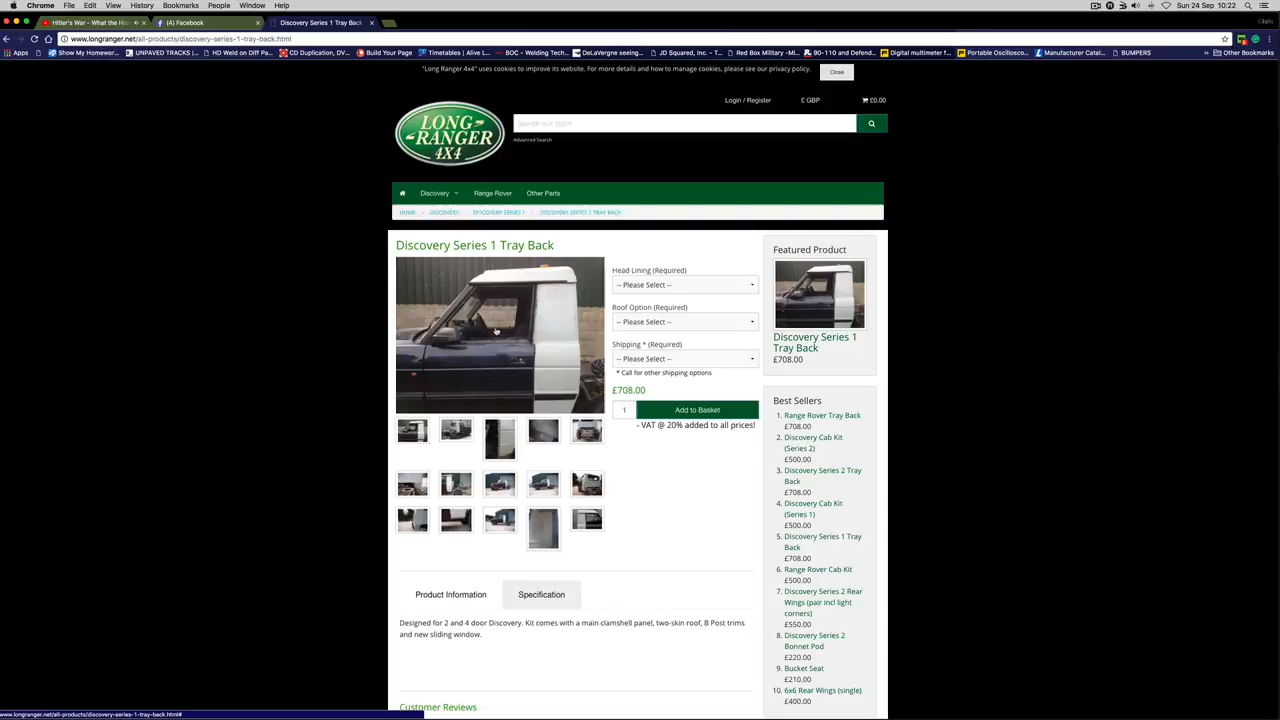 Chrome File Edit View History Bookmarks People Window Help
Sun 24 Sep 10:22
Hitler's War - What the His
(4) Facebook
Discovery Series 1 Tray Back
Chris
www.longranger.net/all-products/discovery-series-1-tray-back.html
Apps
Show My Homewor...
UNPAVED TRACKS |...
HD Weld on Diff Pa...
CD Duplication, DV...
Build Your Page
Timetables | Alive L...
BOC - Welding Tech...
DeLaVergne seeing...
JD Squared, Inc. - T...
Red Box Military -Mi...
90-110 and Defend...
Digital multimeter f...
Portable Oscillosco...
Manufacturer Catal...
BUMPERS
Other Bookmarks
"Long Ranger 4x4" uses cookies to improve its website. For more details and how to manage cookies, please see our privacy policy.
Close
Login / Register
£ GBP
£0.00
LONG
-RANGER
4X4
Advanced Search
Discovery
Range Rover
Other Parts
HOME
DISCOVERY
DISCOVERY SERIES 1
DISCOVERY SERIES 1 TRAY BACK
Discovery Series 1 Tray Back
Head Lining (Required)
-- Please Select --
Roof Option (Required)
-- Please Select --
Shipping * (Required)
-- Please Select --
* Call for other shipping options
£708.00
1
Add to Basket
- VAT @ 20% added to all prices!
Product Information
Specification
Designed for 2 and 4 door Discovery. Kit comes with a main clamshell panel, two-skin roof, B Post trims
and new sliding window.
Customer Reviews
Featured Product
Discovery Series 1
Tray Back
£708.00
Best Sellers
1. Range Rover Tray Back
£708.00
2. Discovery Cab Kit
(Series 2)
£500.00
3. Discovery Series 2 Tray
Back
£708.00
4. Discovery Cab Kit
(Series 1)
£500.00
5. Discovery Series 1 Tray
Back
£708.00
6. Range Rover Cab Kit
£500.00
7. Discovery Series 2 Rear
Wings (pair incl light
corners)
£550.00
8. Discovery Series 2
Bonnet Pod
£220.00
9. Bucket Seat
£210.00
10. 6x6 Rear Wings (single)
£400.00
www.longranger.net/all-products/discovery-series-1-tray-back.html#